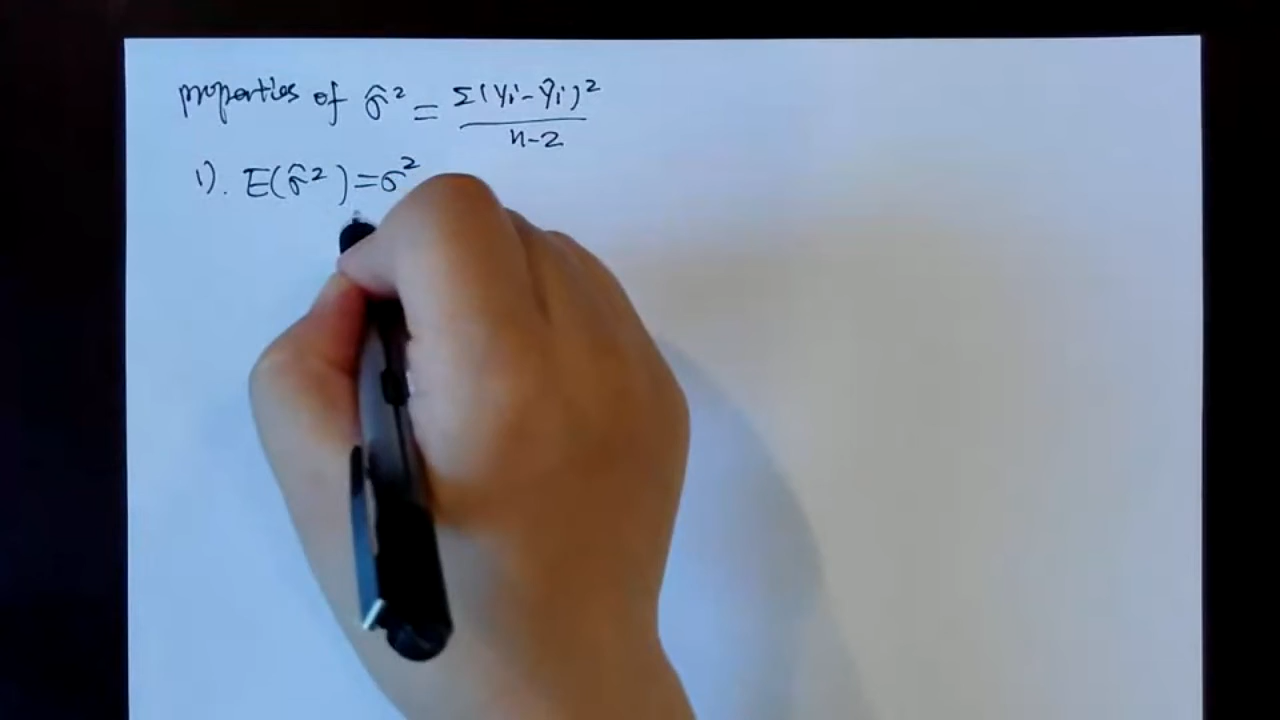 properties of σ̂² = Σ(yi - ŷi)² / n-2
1). E(σ̂²) = σ²